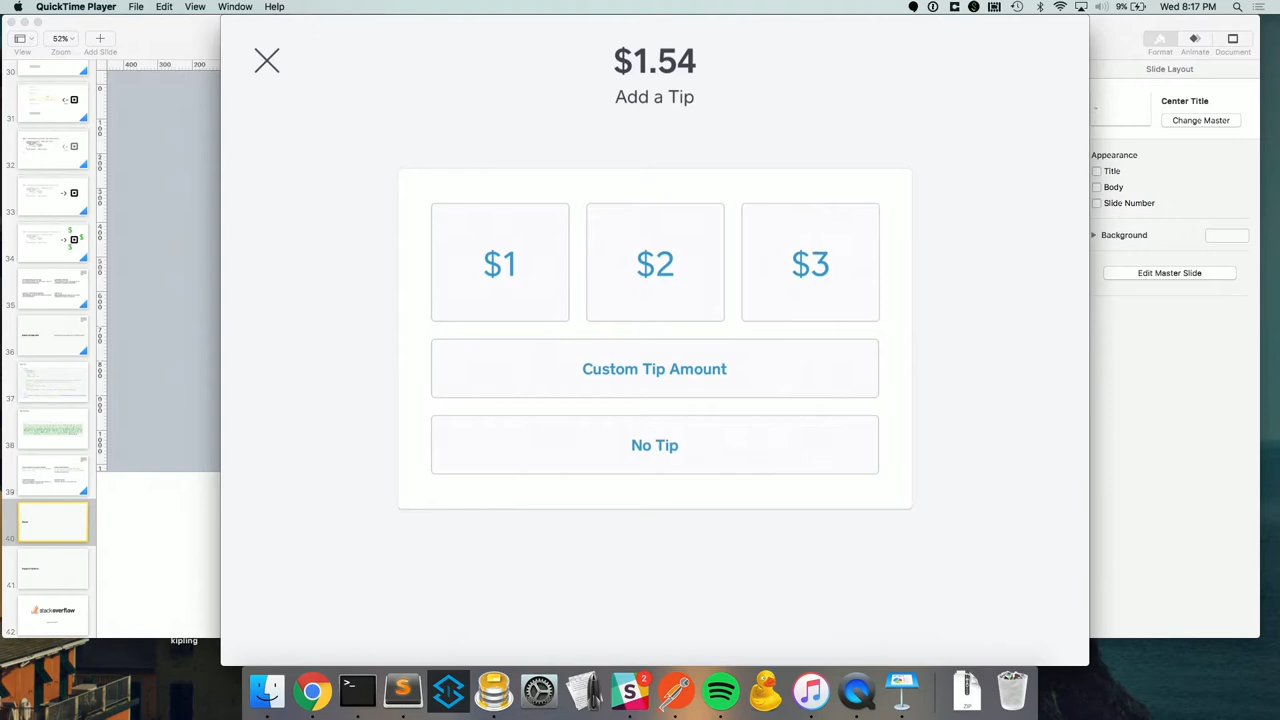 QuickTime Player File Edit View Window Help
9% Wed 8:17 PM
52%
View Zoom Add Slide
Format Animate Document
400 300 200
Slide Layout
Center Title
Change Master
Appearance
Title
Body
Slide Number
Background
Edit Master Slide
$1.54
Add a Tip
$1 $2 $3
Custom Tip Amount
No Tip
30
31
32
33
34
35
36
37
38
39
40
41
stackoverflow
42
kipling
2
ZIP